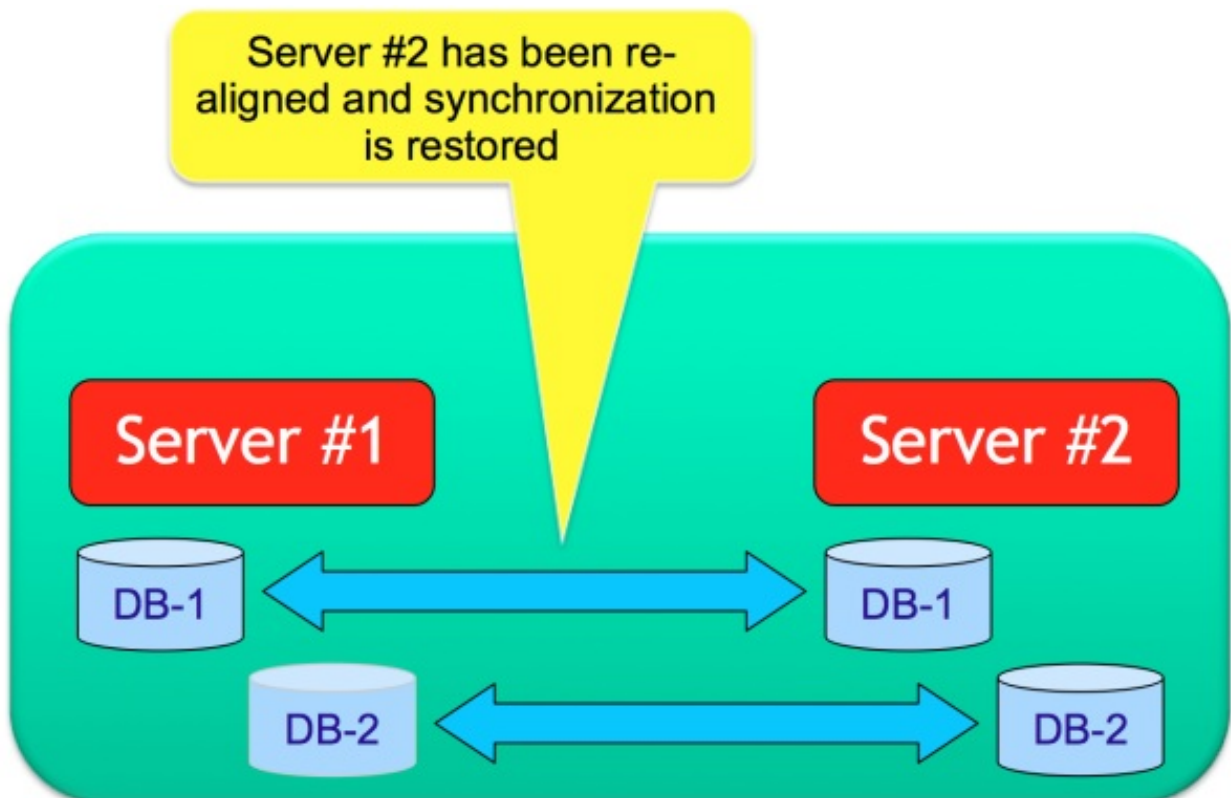 Server #2 has been re-
aligned and synchronization
is restored
Server #1
Server #2
DB-1
DB-1
DB-2
DB-2